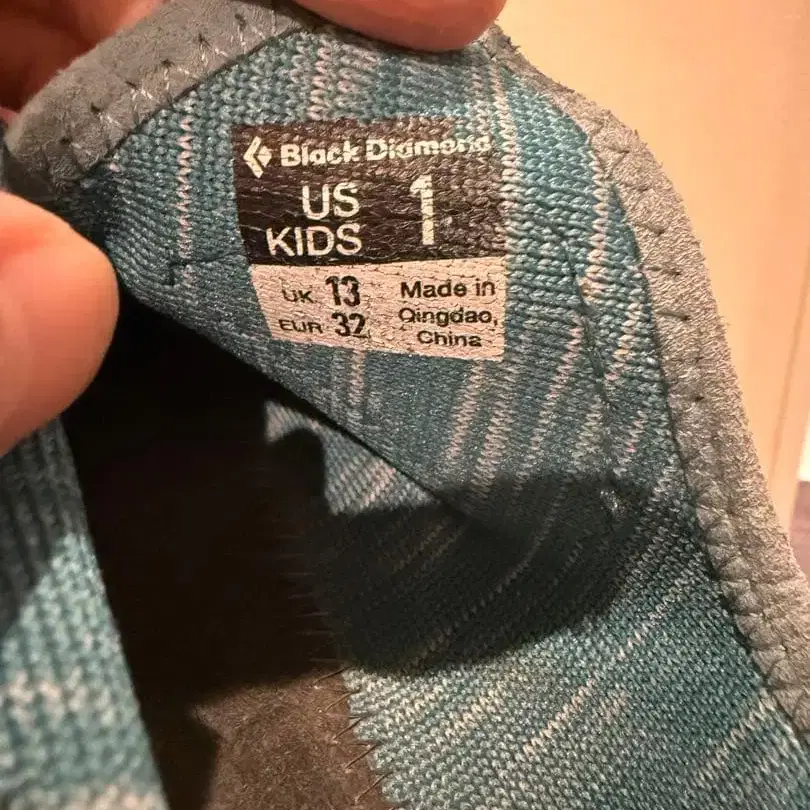 Black Diamond
US KIDS 1
UK 13
EUR 32
Made in
Qingdao,
China